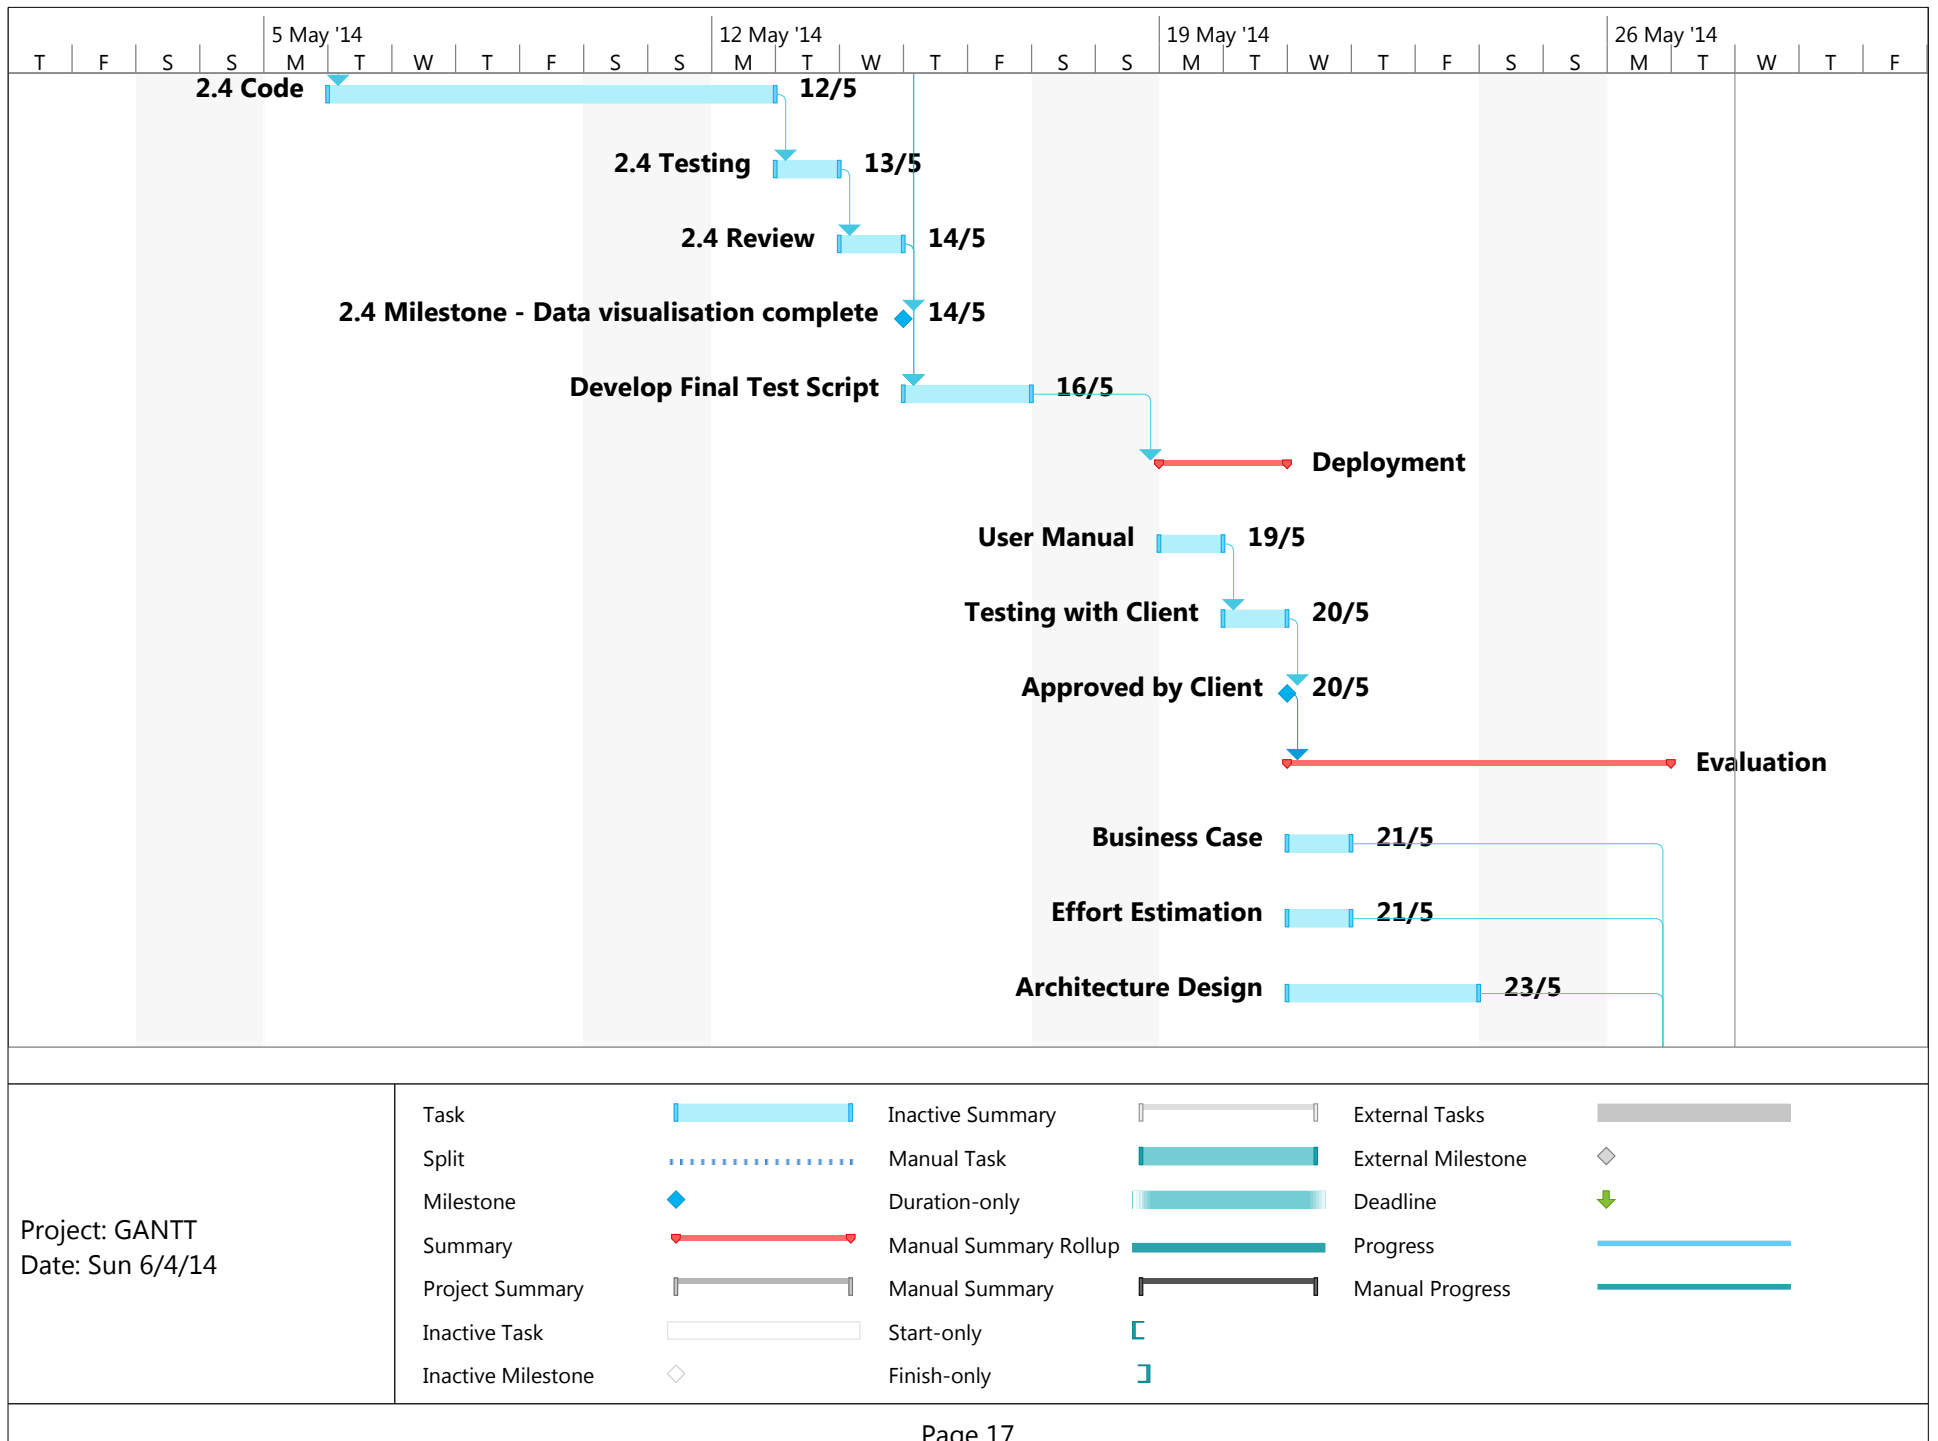 5 May '14 12 May '14 19 May '14 26 May '14
T F S S M T W T F S S M T W T F S S M T W T F S S M T W T F
2.4 Code 12/5
2.4 Testing 13/5
2.4 Review 14/5
2.4 Milestone - Data visualisation complete 14/5
Develop Final Test Script 16/5
Deployment
User Manual 19/5
Testing with Client 20/5
Approved by Client 20/5
Evaluation
Business Case 21/5
Effort Estimation 21/5
Architecture Design 23/5
Project: GANTT
Date: Sun 6/4/14
Task
Split
Milestone
Summary
Project Summary
Inactive Task
Inactive Milestone
Inactive Summary
Manual Task
Duration-only
Manual Summary Rollup
Manual Summary
Start-only
Finish-only
External Tasks
External Milestone
Deadline
Progress
Manual Progress
Page 17